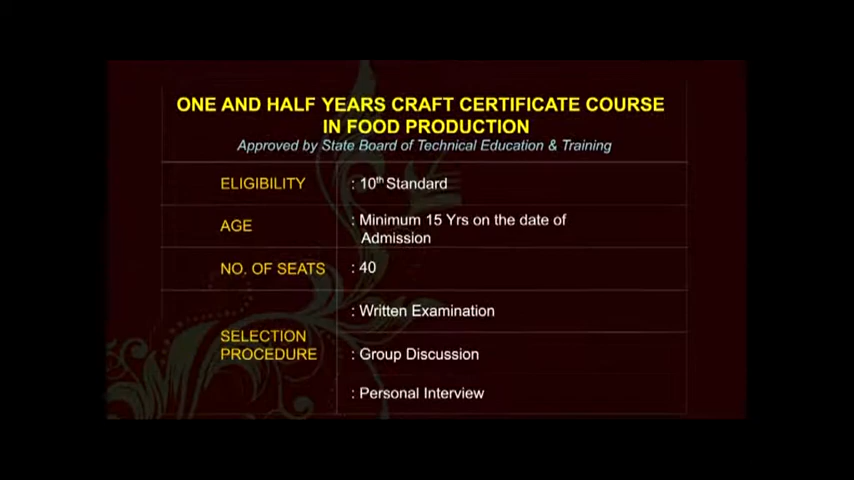 ONE AND HALF YEARS CRAFT CERTIFICATE COURSE
IN FOOD PRODUCTION
Approved by State Board of Technical Education & Training
ELIGIBILITY : 10th Standard
AGE : Minimum 15 Yrs on the date of
Admission
NO. OF SEATS : 40
SELECTION
PROCEDURE
: Written Examination
: Group Discussion
: Personal Interview